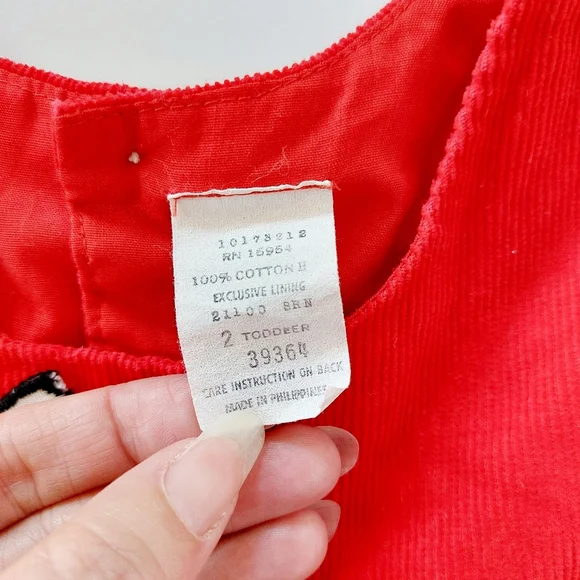 10173212
RN 15954
100% COTTON H
EXCLUSIVE LINING
21100 BRN
2 TODDLER
39364
CARE INSTRUCTION ON BACK
MADE IN PHILIPPINES